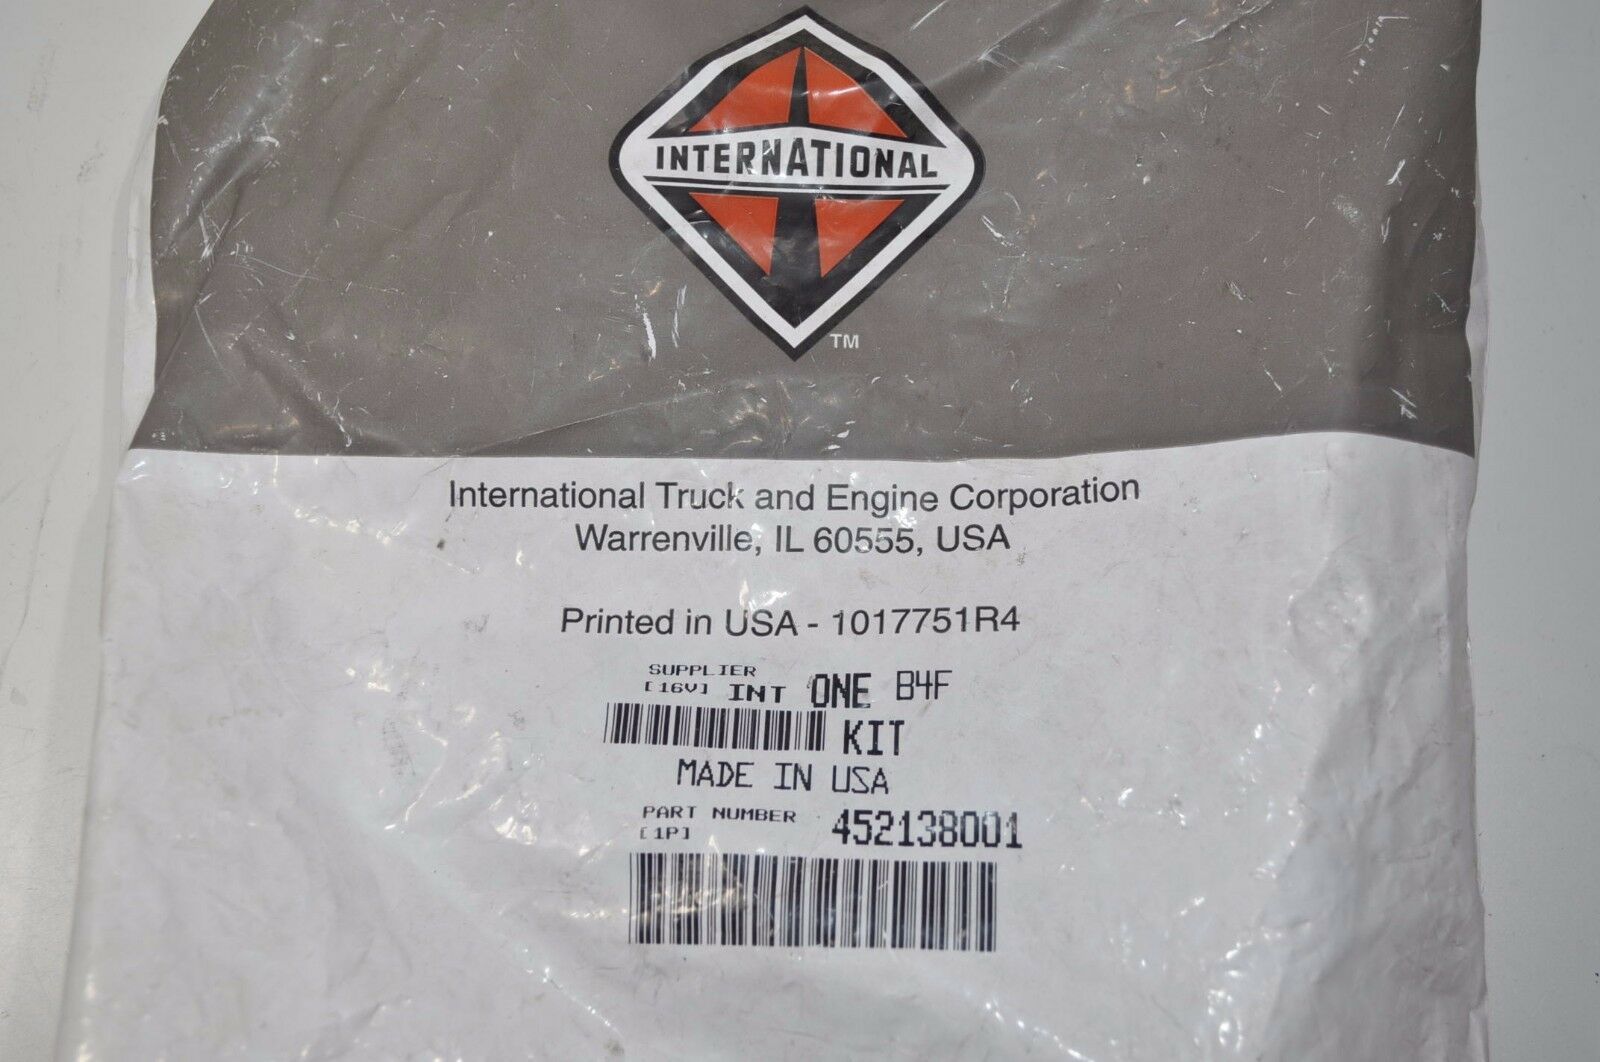 INTERNATIONAL
TM
International Truck and Engine Corporation
Warrenville, IL 60555, USA
Printed in USA - 1017751R4
SUPPLIER
[16V] INT ONE B4F
KIT
MADE IN USA
PART NUMBER
[1P] 452138001